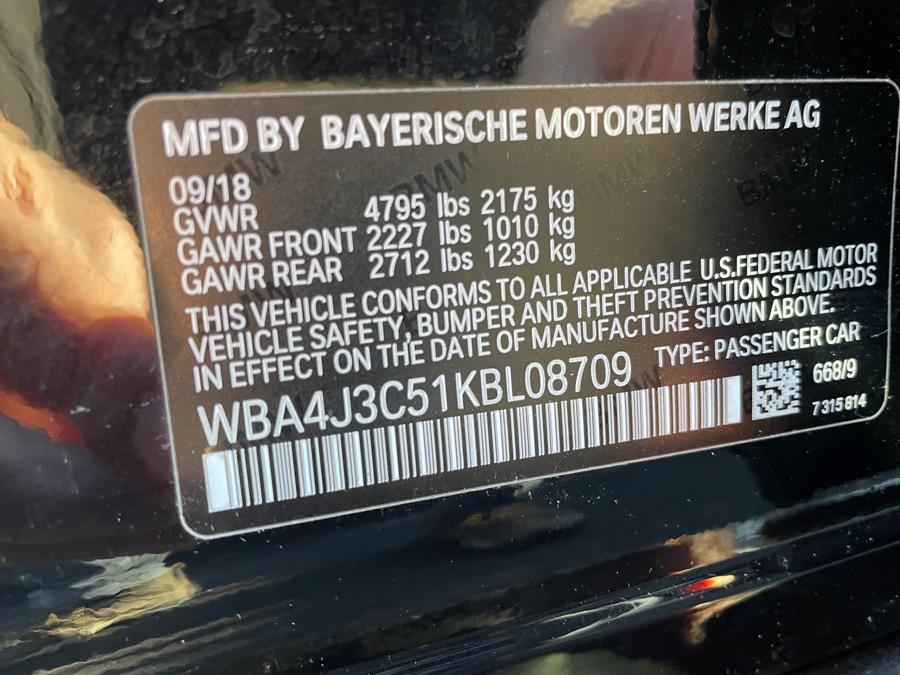 MFD BY BAYERISCHE MOTOREN WERKE AG
09/18
GVWR 4795 lbs 2175 kg
GAWR FRONT 2227 lbs 1010 kg
GAWR REAR 2712 lbs 1230 kg
THIS VEHICLE CONFORMS TO ALL APPLICABLE U.S.FEDERAL MOTOR
VEHICLE SAFETY, BUMPER AND THEFT PREVENTION STANDARDS
IN EFFECT ON THE DATE OF MANUFACTURE SHOWN ABOVE.
WBA4J3C51KBL08709 TYPE: PASSENGER CAR
668/9
7 315 814